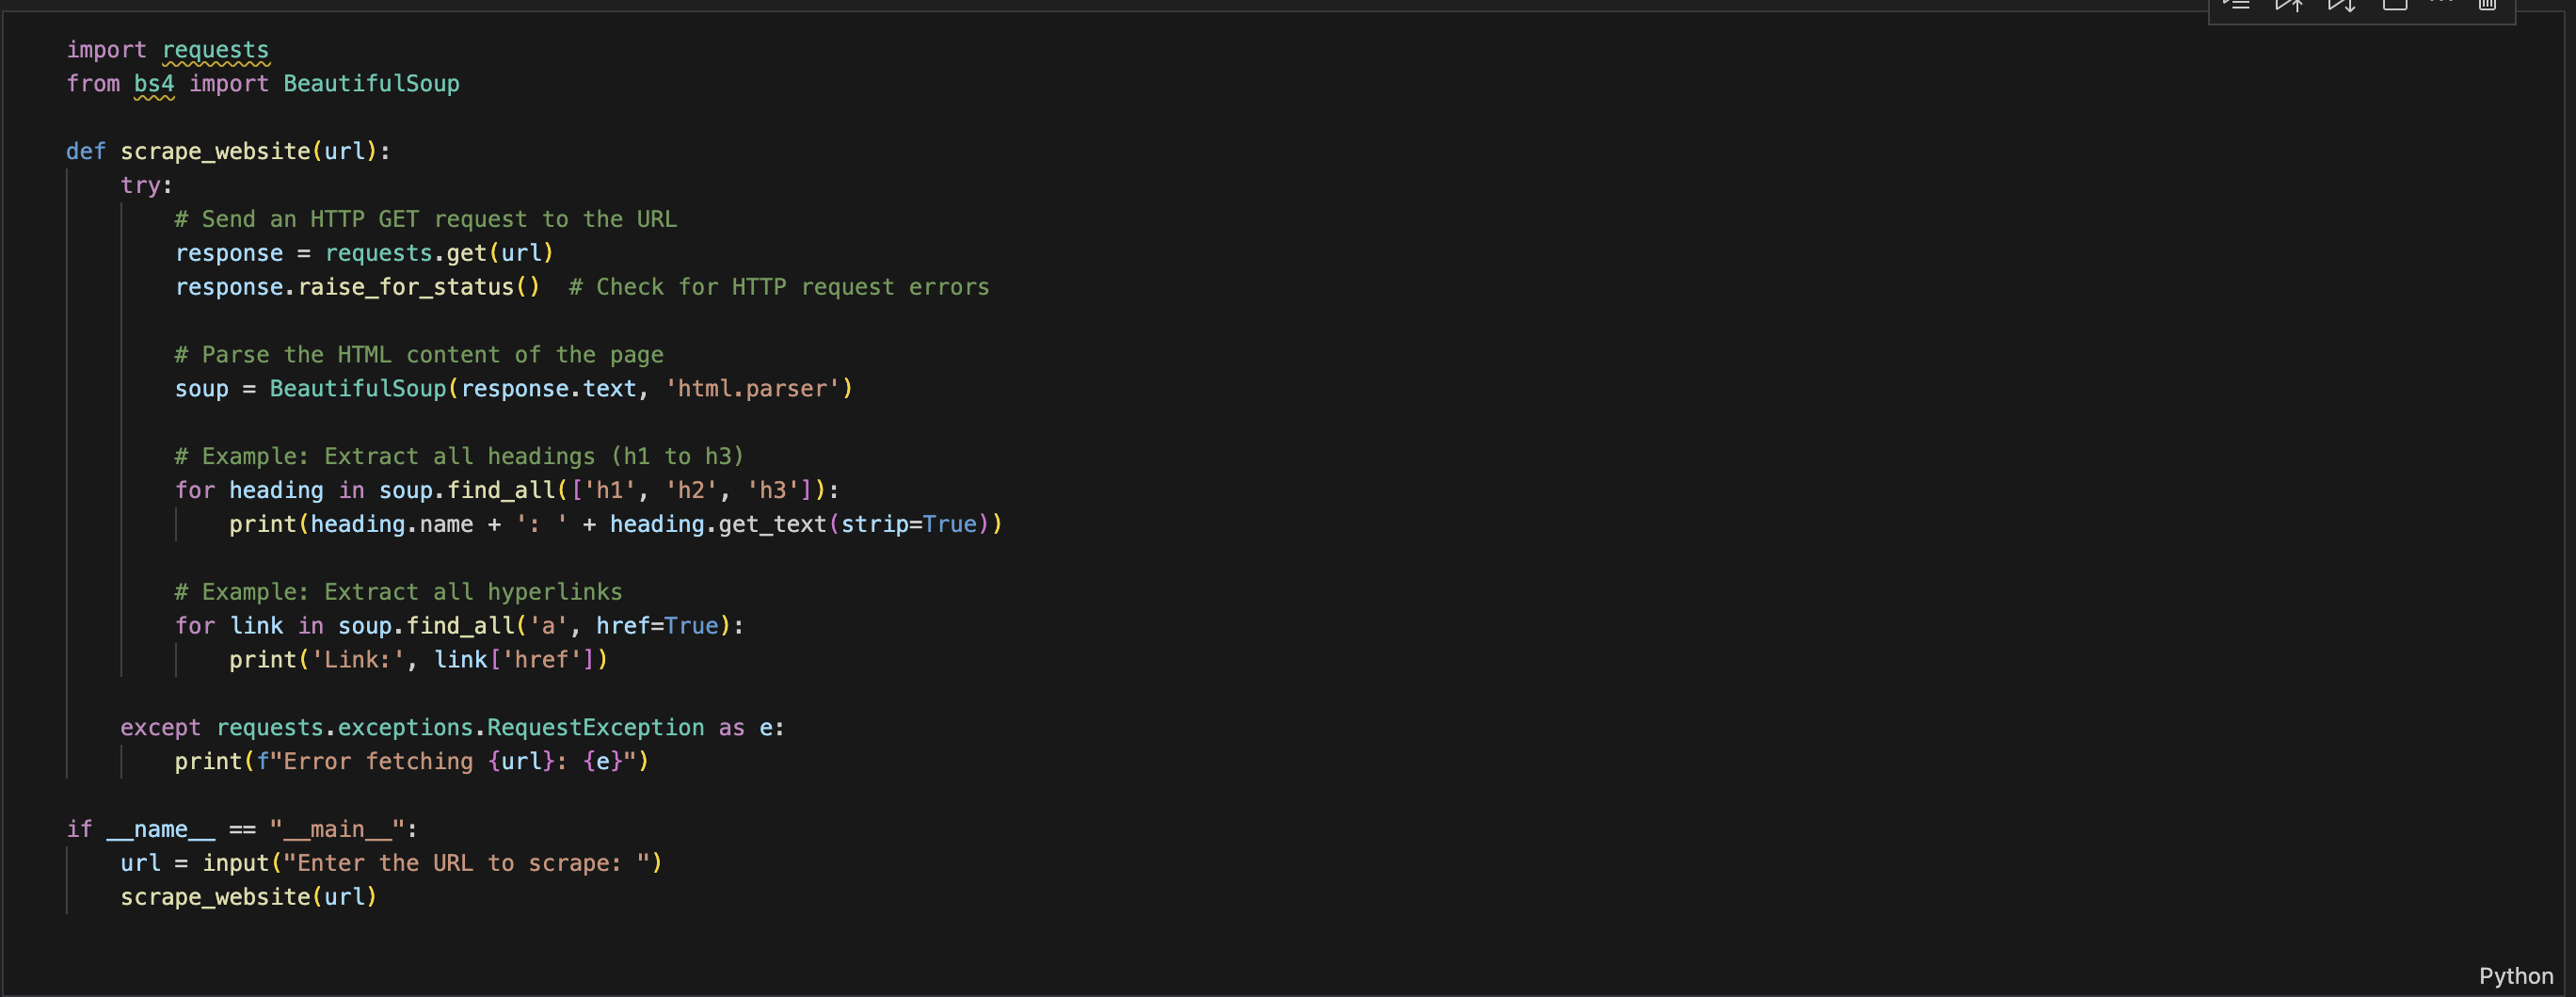 import requests
from bs4 import BeautifulSoup
def scrape_website(url):
try:
# Send an HTTP GET request to the URL
response = requests.get(url)
response.raise_for_status()  # Check for HTTP request errors
# Parse the HTML content of the page
soup = BeautifulSoup(response.text, 'html.parser')
# Example: Extract all headings (h1 to h3)
for heading in soup.find_all(['h1', 'h2', 'h3']):
print(heading.name + ': ' + heading.get_text(strip=True))
# Example: Extract all hyperlinks
for link in soup.find_all('a', href=True):
print('Link:', link['href'])
except requests.exceptions.RequestException as e:
print(f"Error fetching {url}: {e}")
if __name__ == "__main__":
url = input("Enter the URL to scrape: ")
scrape_website(url)
Python